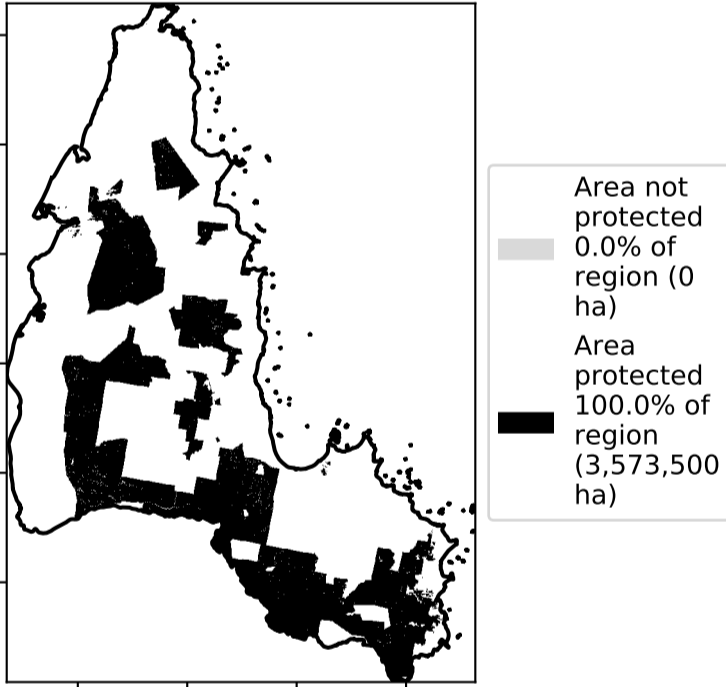 Area not
protected
0.0% of
region (0
ha)
Area
protected
100.0% of
region
(3,573,500
ha)